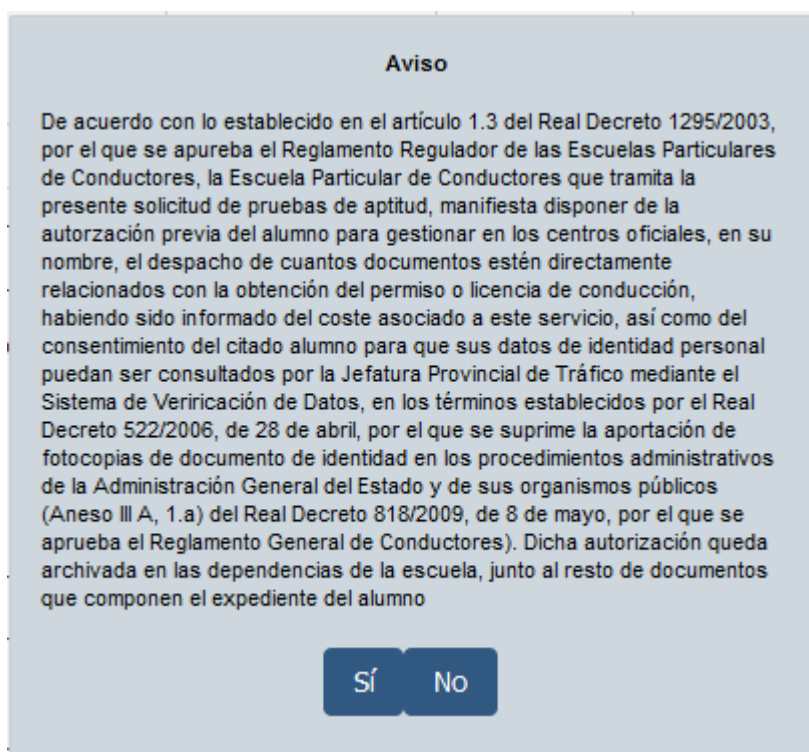 Aviso
De acuerdo con lo establecido en el artículo 1.3 del Real Decreto 1295/2003,
por el que se apureba el Reglamento Regulador de las Escuelas Particulares
de Conductores, la Escuela Particular de Conductores que tramita la
presente solicitud de pruebas de aptitud, manifiesta disponer de la
autorzación previa del alumno para gestionar en los centros oficiales, en su
nombre, el despacho de cuantos documentos estén directamente
relacionados con la obtención del permiso o licencia de conducción,
habiendo sido informado del coste asociado a este servicio, así como del
consentimiento del citado alumno para que sus datos de identidad personal
puedan ser consultados por la Jefatura Provincial de Tráfico mediante el
Sistema de Veriricación de Datos, en los términos establecidos por el Real
Decreto 522/2006, de 28 de abril, por el que se suprime la aportación de
fotocopias de documento de identidad en los procedimientos administrativos
de la Administración General del Estado y de sus organismos públicos
(Aneso III A, 1.a) del Real Decreto 818/2009, de 8 de mayo, por el que se
aprueba el Reglamento General de Conductores). Dicha autorización queda
archivada en las dependencias de la escuela, junto al resto de documentos
que componen el expediente del alumno
Sí No